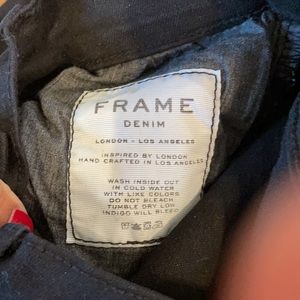 FRAME
DENIM
LONDON - LOS ANGELES
INSPIRED BY LONDON
HAND CRAFTED IN LOS ANGELES
WASH INSIDE OUT
IN COLD WATER
WITH LIKE COLORS
DO NOT BLEACH
TUMBLE DRY LOW
INDIGO WILL BLEED